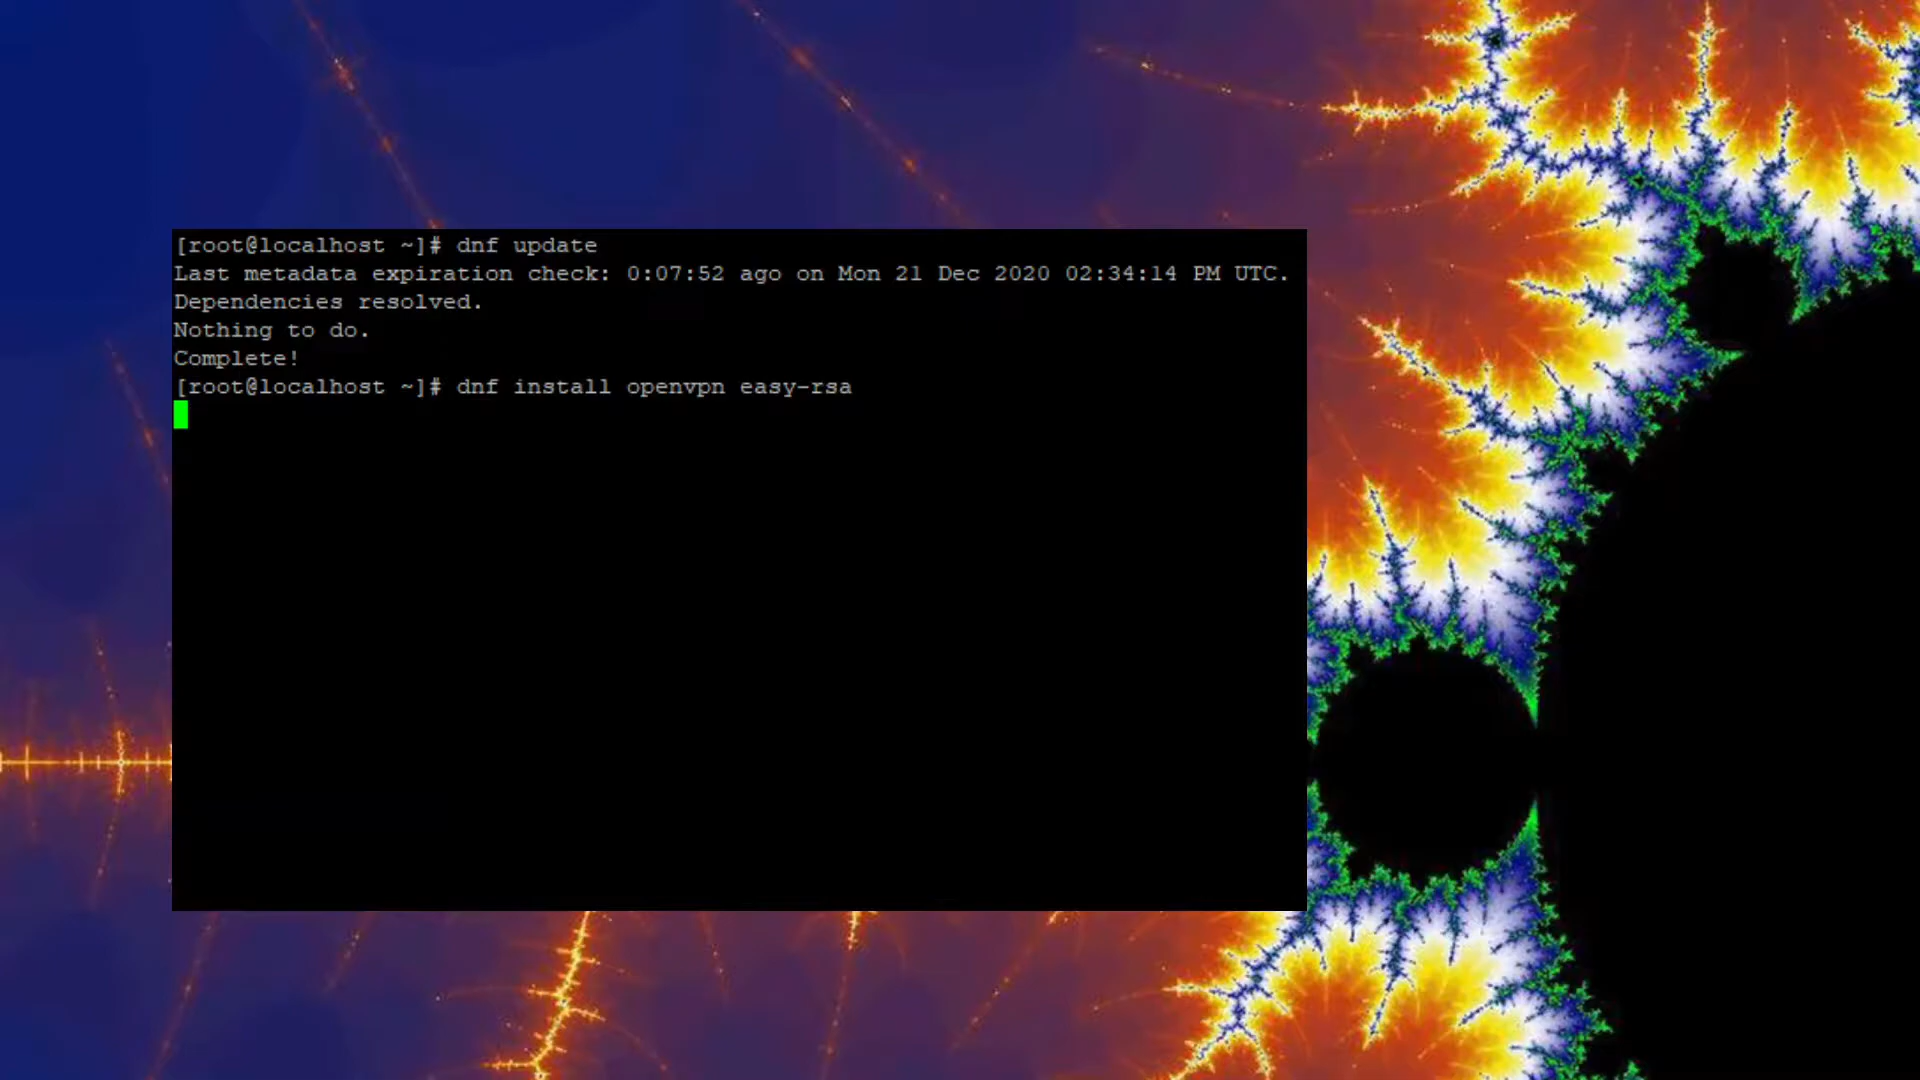 [root@localhost ~]# dnf update
Last metadata expiration check: 0:07:52 ago on Mon 21 Dec 2020 02:34:14 PM UTC.
Dependencies resolved.
Nothing to do.
Complete!
[root@localhost ~]# dnf install openvpn easy-rsa